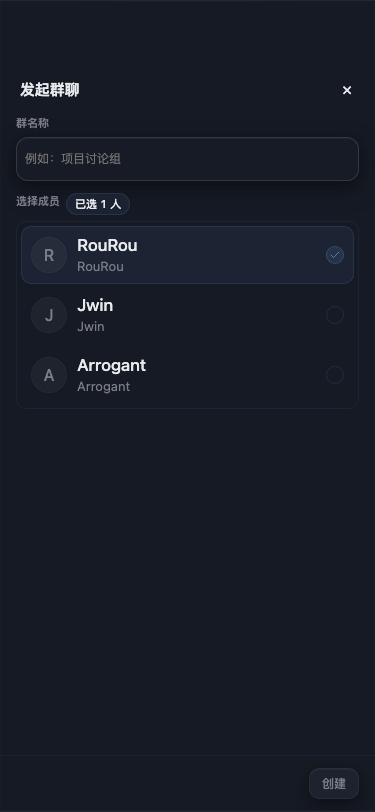 发起群聊
群名称
例如：项目讨论组
选择成员 已选 1 人
R
RouRou
RouRou
J
Jwin
Jwin
A
Arrogant
Arrogant
创建